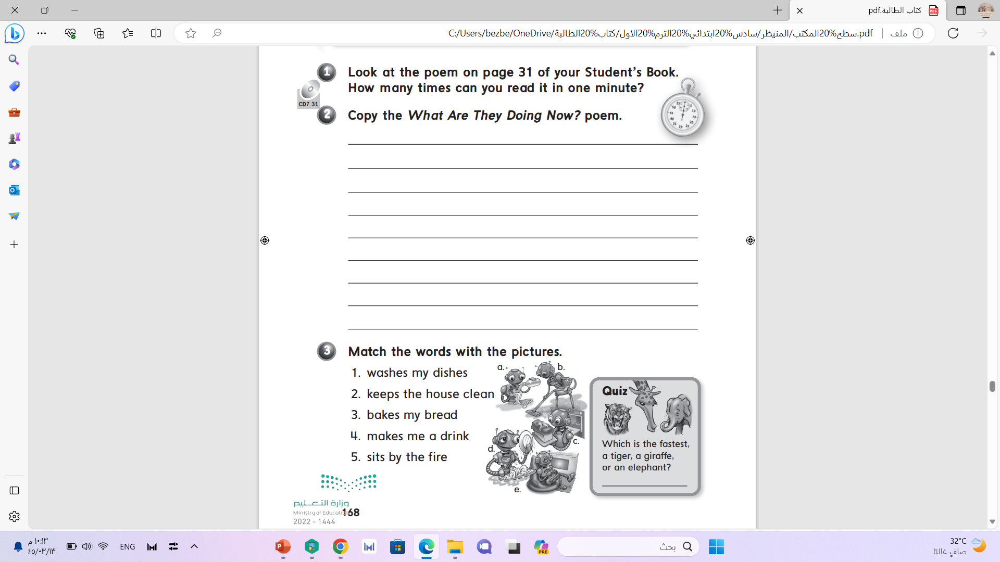 كتاب الطالبة.pdf
ملف
C:/Users/bezbe/OneDrive/سطح%20المكتب/المنيظر/سادس%20ابتدائي%20الترم%20الاول/كتاب%20الطالبة.pdf
1 Look at the poem on page 31 of your Student's Book.
How many times can you read it in one minute?
CD7 31
2 Copy the What Are They Doing Now? poem.
3 Match the words with the pictures.
1. washes my dishes
2. keeps the house clean
3. bakes my bread
4. makes me a drink
5. sits by the fire
a.
b.
c.
d.
e.
Quiz
Which is the fastest,
a tiger, a giraffe,
or an elephant?
وزارة التعليم
Ministry of Education
168
2022 - 1444
١٠:١٣ م
٤٥/٠٣/١٣
ENG
PRE
بحث
32°C
صافٍ غالبًا